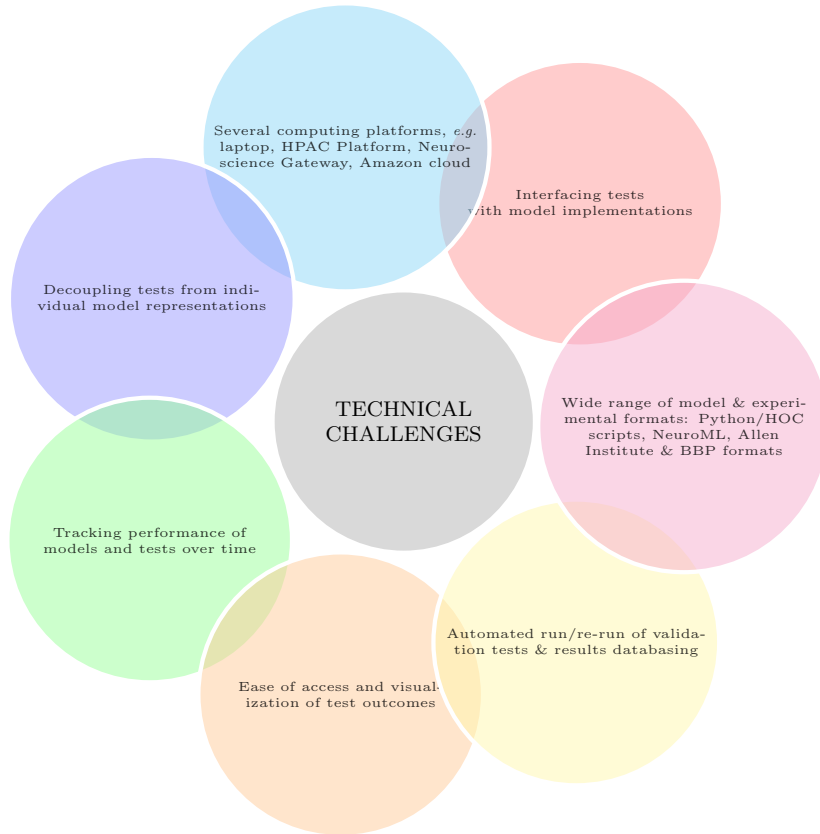 Several computing platforms, e.g.
laptop, HPAC Platform, Neuro-
science Gateway, Amazon cloud
Interfacing tests
with model implementations
Decoupling tests from indi-
vidual model representations
TECHNICAL
CHALLENGES
Wide range of model & experi-
mental formats: Python/HOC
scripts, NeuroML, Allen
Institute & BBP formats
Tracking performance of
models and tests over time
Automated run/re-run of valida-
tion tests & results databasing
Ease of access and visual-
ization of test outcomes